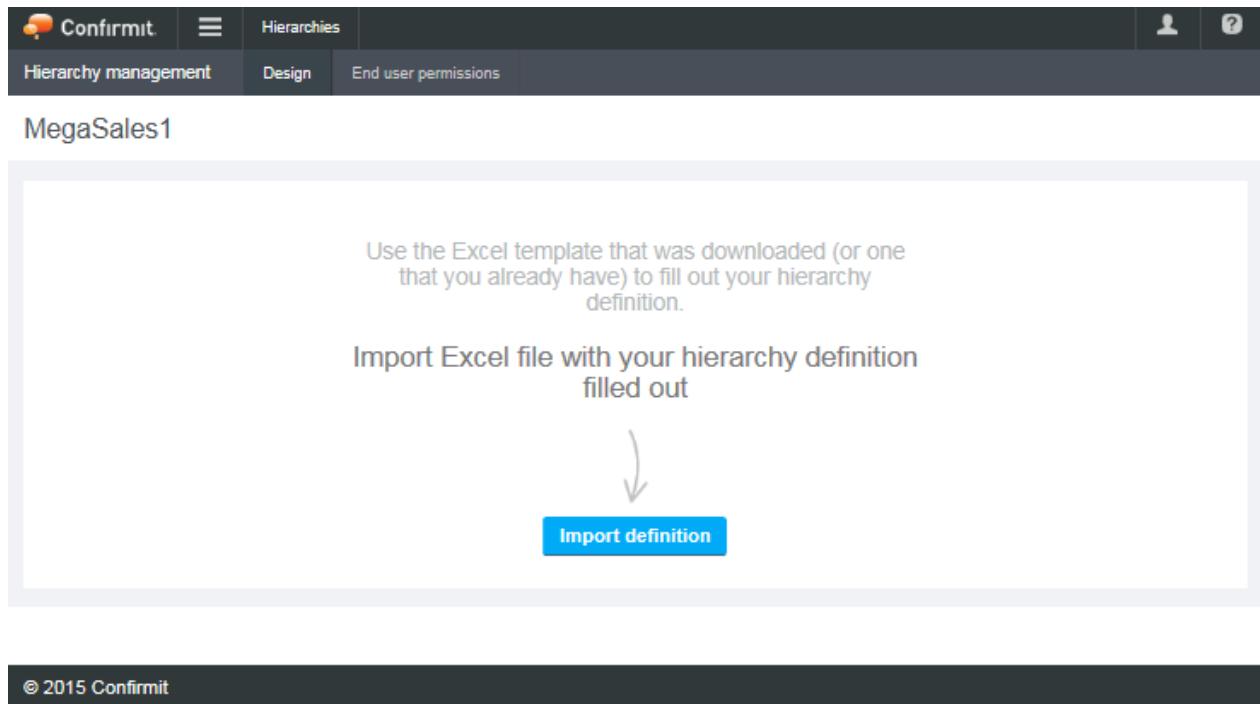 Confirmit. Hierarchies
Hierarchy management Design End user permissions
MegaSales1
Use the Excel template that was downloaded (or one
that you already have) to fill out your hierarchy
definition.
Import Excel file with your hierarchy definition
filled out
Import definition
© 2015 Confirmit